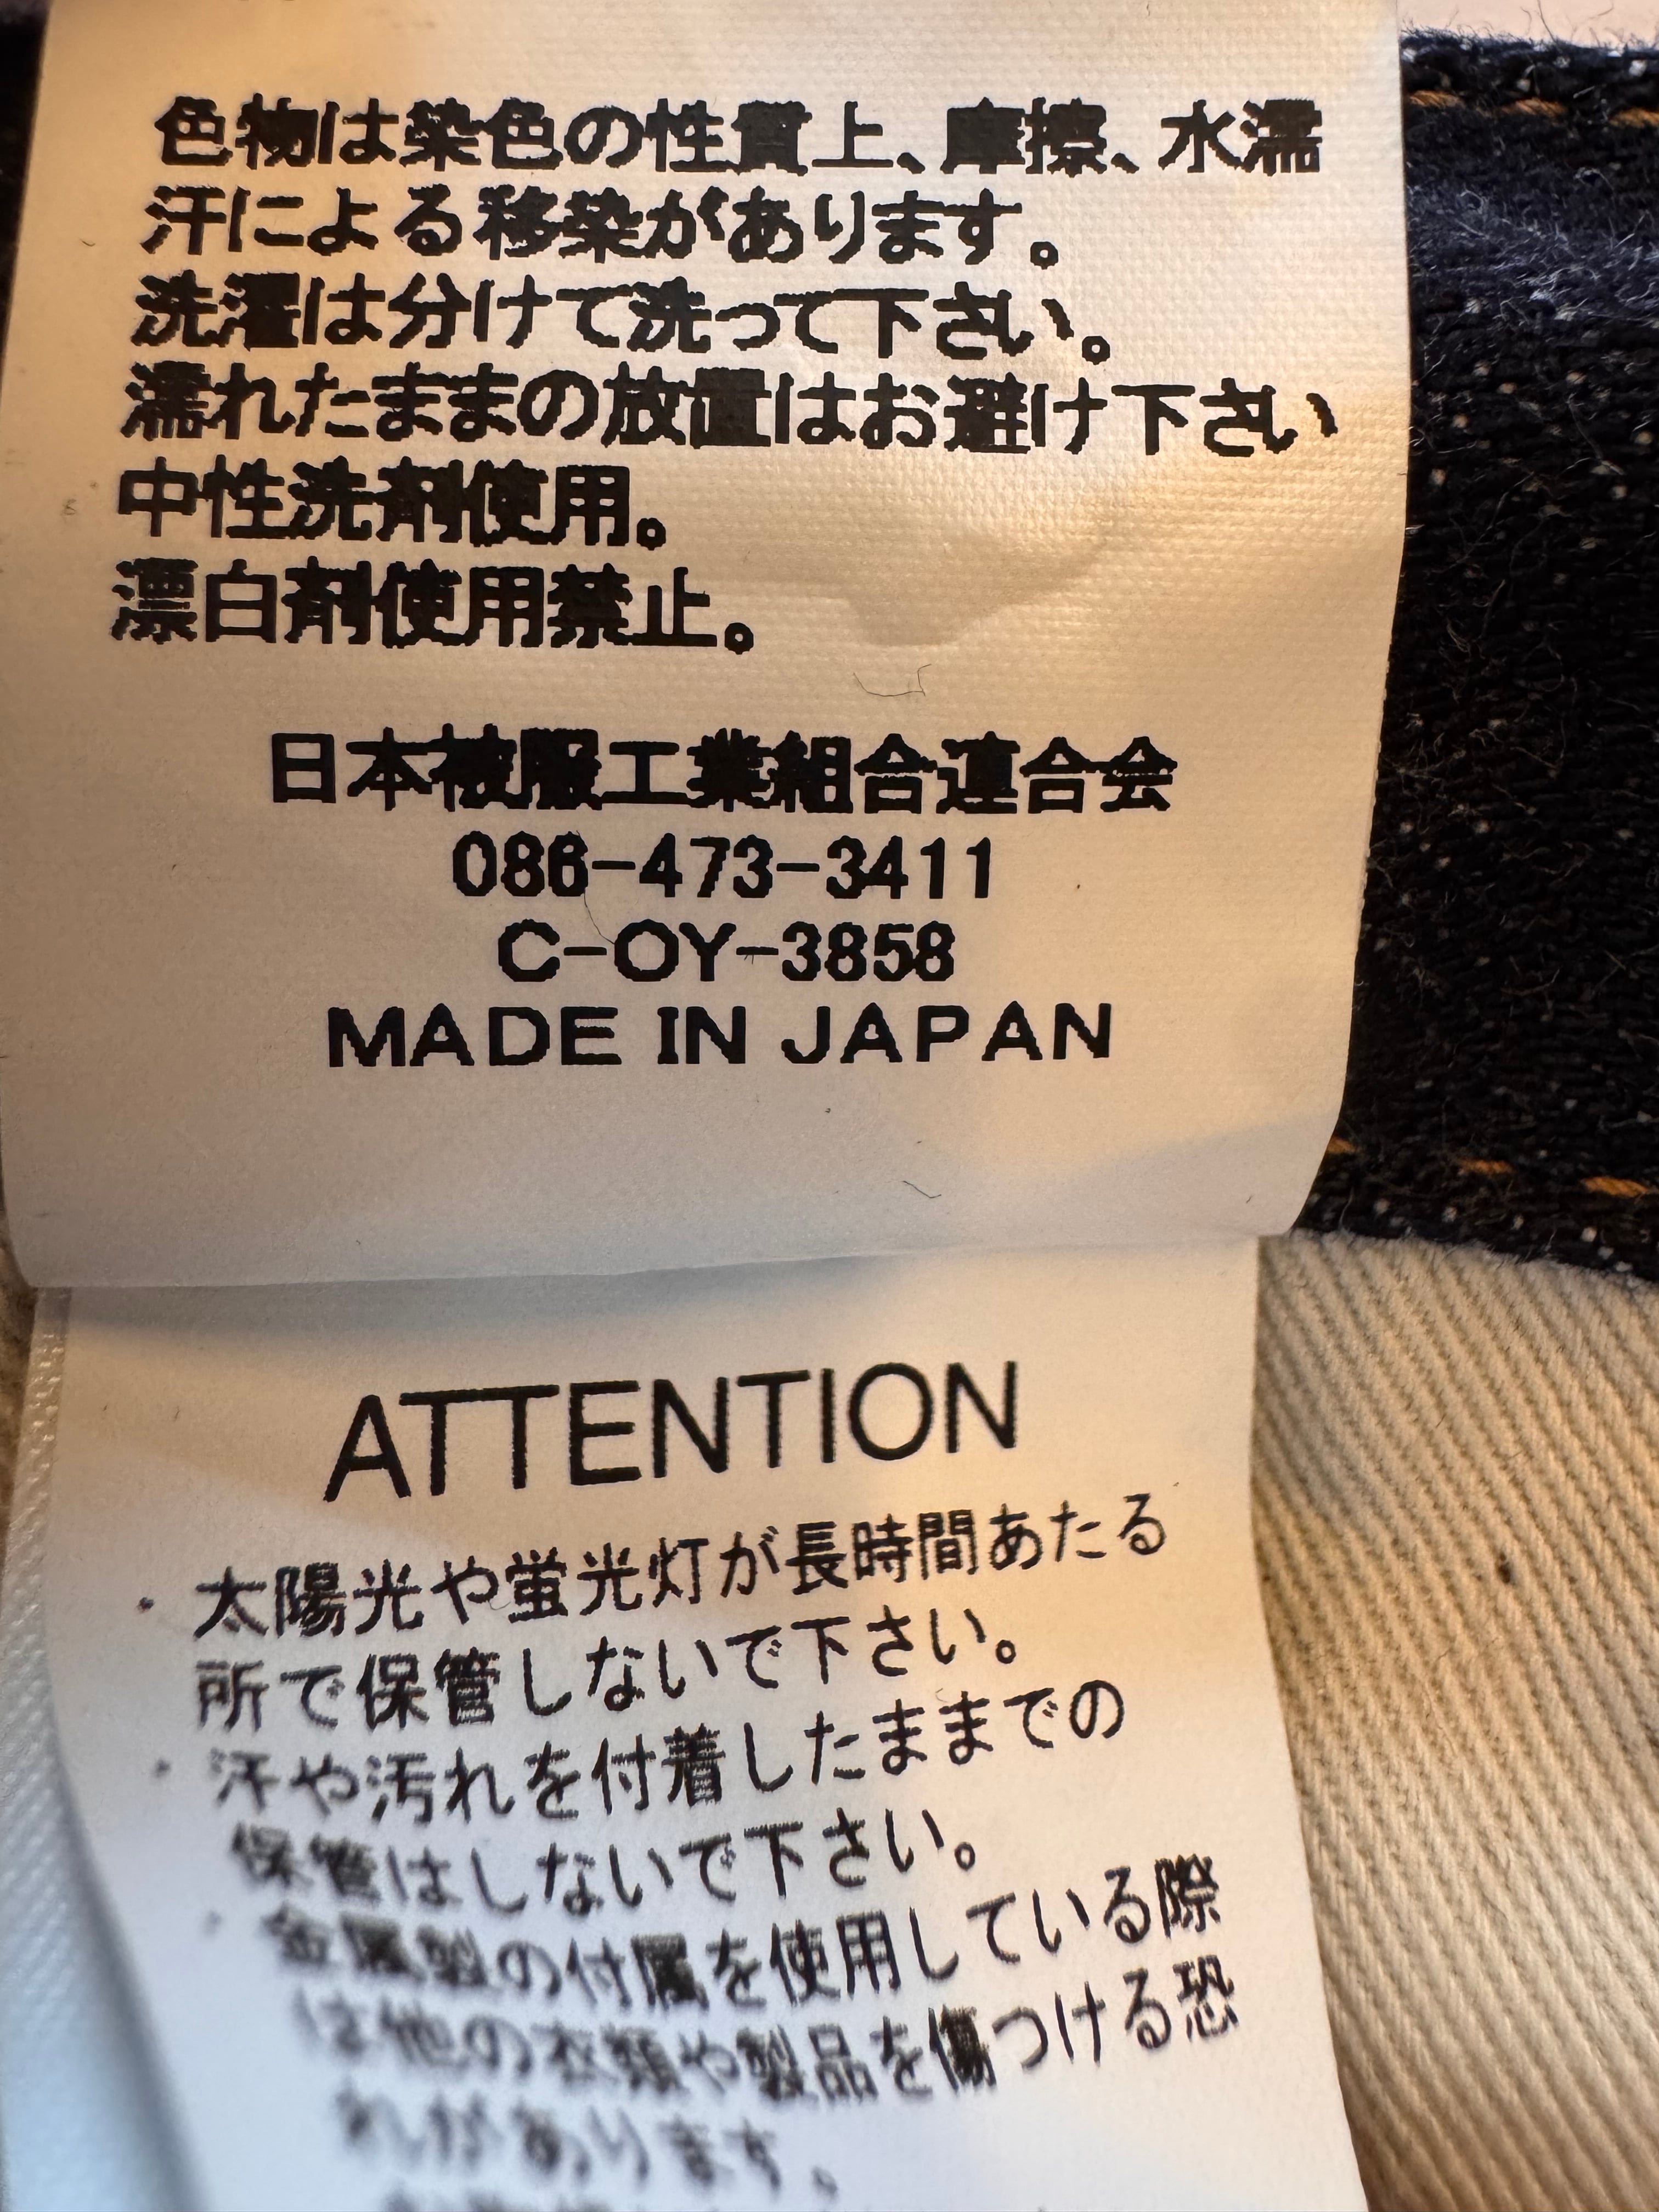 色物は染色の性質上、摩擦、水濡
汗による移染があります。
洗濯は分けて洗って下さい。
濡れたままの放置はお避け下さい
中性洗剤使用。
漂白剤使用禁止。
日本被服工業組合連合会
086-473-3411
C-OY-3858
MADE IN JAPAN
ATTENTION
・太陽光や蛍光灯が長時間あたる
所で保管しないで下さい。
・汗や汚れを付着したままでの
保管はしないで下さい。
・金属製の付属を使用している際
は他の衣類や製品を傷つける恐
れがあります。